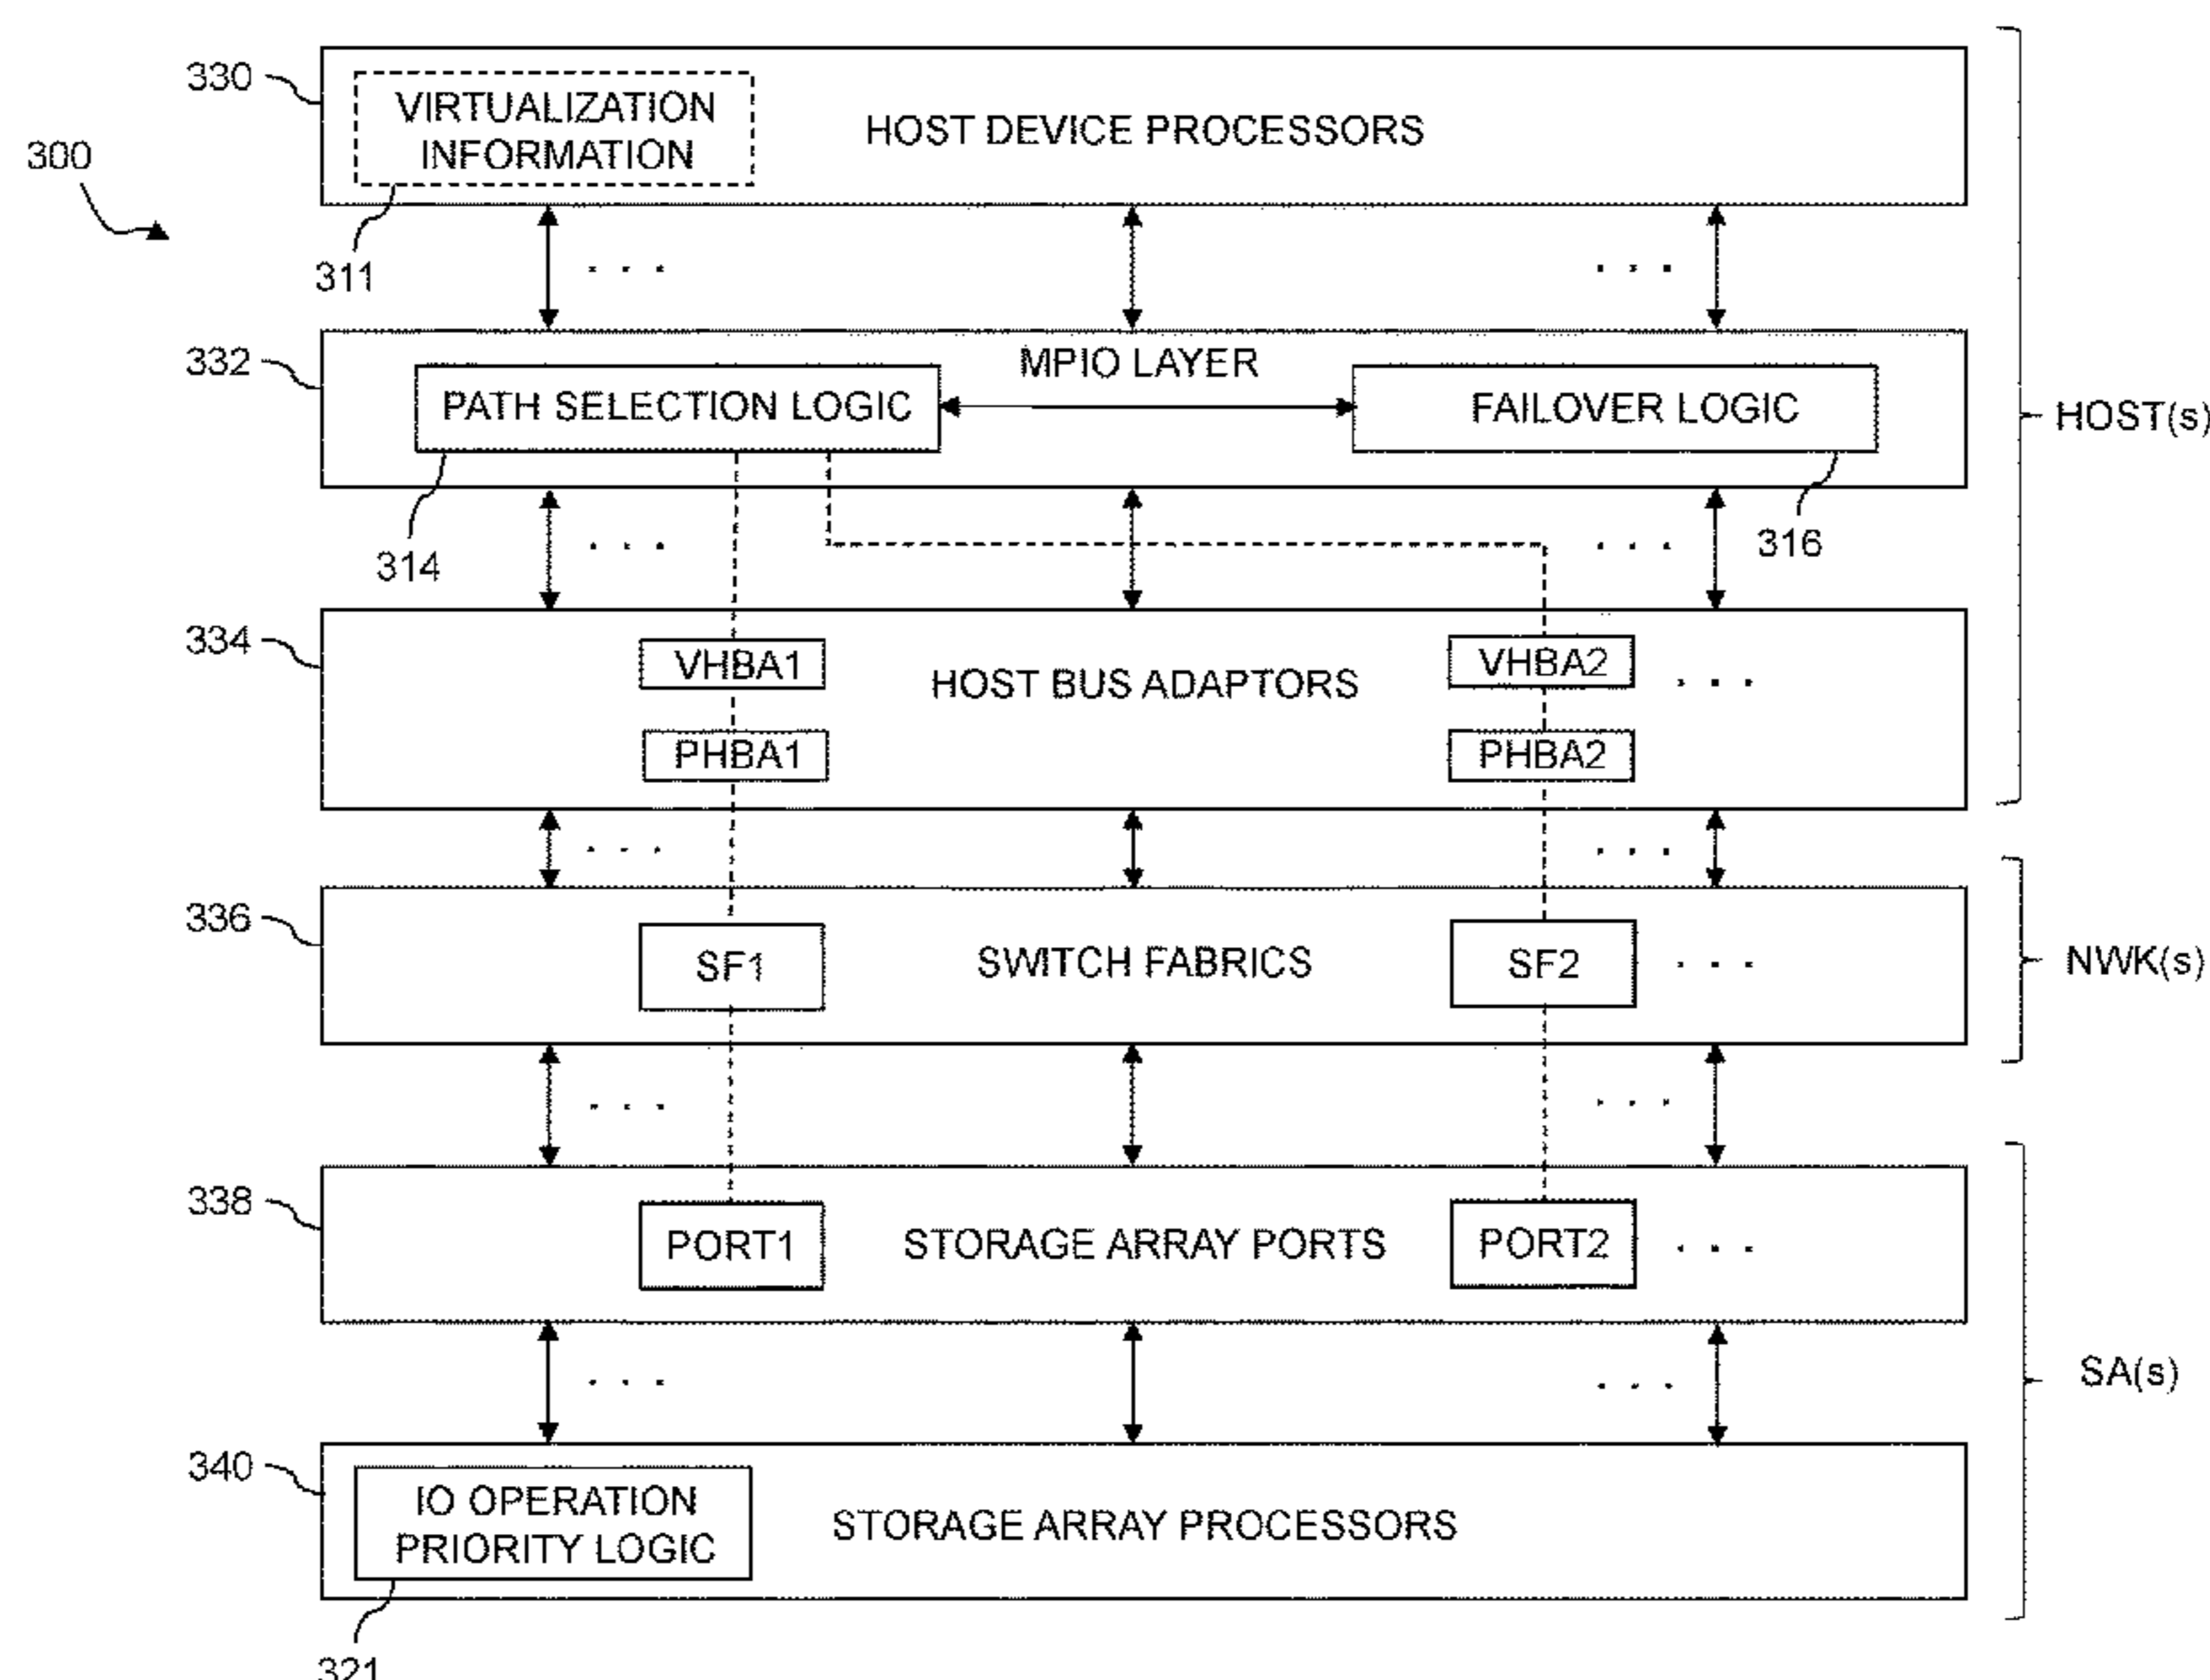 330
VIRTUALIZATION
INFORMATION
HOST DEVICE PROCESSORS
300
311
. . .
. . .
332
MPIO LAYER
PATH SELECTION LOGIC
FAILOVER LOGIC
HOST(s)
314
. . .
. . .
316
334
VHBA1
HOST BUS ADAPTORS
VHBA2
. . .
PHBA1
PHBA2
. . .
. . .
336
SF1
SWITCH FABRICS
SF2
. . .
NWK(s)
. . .
. . .
338
PORT1
STORAGE ARRAY PORTS
PORT2
. . .
. . .
. . .
SA(s)
340
IO OPERATION
PRIORITY LOGIC
STORAGE ARRAY PROCESSORS
321